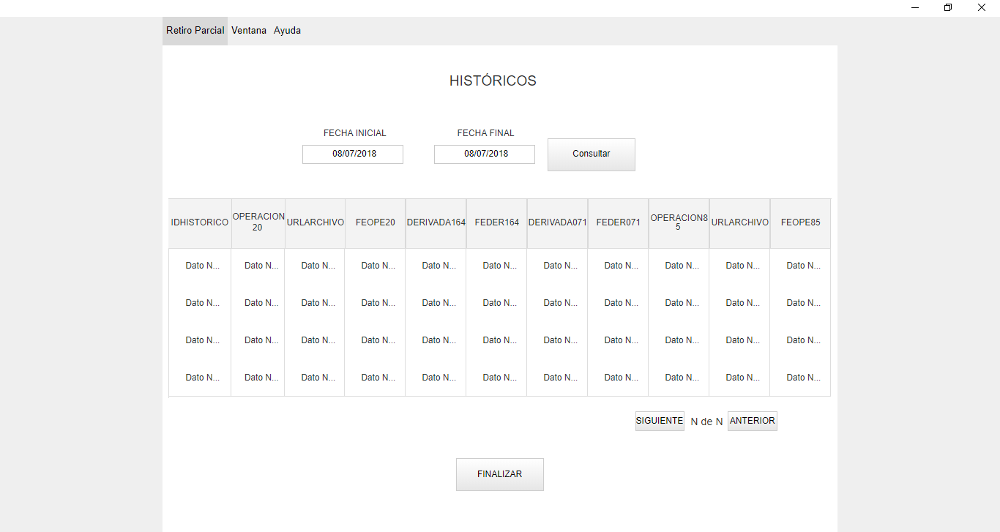 Retiro Parcial Ventana Ayuda
HISTÓRICOS
FECHA INICIAL FECHA FINAL
08/07/2018 08/07/2018 Consultar
IDHISTORICO OPERACION20 URLARCHIVO FEOPE20 DERIVADA164 FEDER164 DERIVADA071 FEDER071 OPERACION85 URLARCHIVO FEOPE85
Dato N... Dato N... Dato N... Dato N... Dato N... Dato N... Dato N... Dato N... Dato N... Dato N... Dato N...
Dato N... Dato N... Dato N... Dato N... Dato N... Dato N... Dato N... Dato N... Dato N... Dato N... Dato N...
Dato N... Dato N... Dato N... Dato N... Dato N... Dato N... Dato N... Dato N... Dato N... Dato N... Dato N...
Dato N... Dato N... Dato N... Dato N... Dato N... Dato N... Dato N... Dato N... Dato N... Dato N... Dato N...
SIGUIENTE N de N ANTERIOR
FINALIZAR